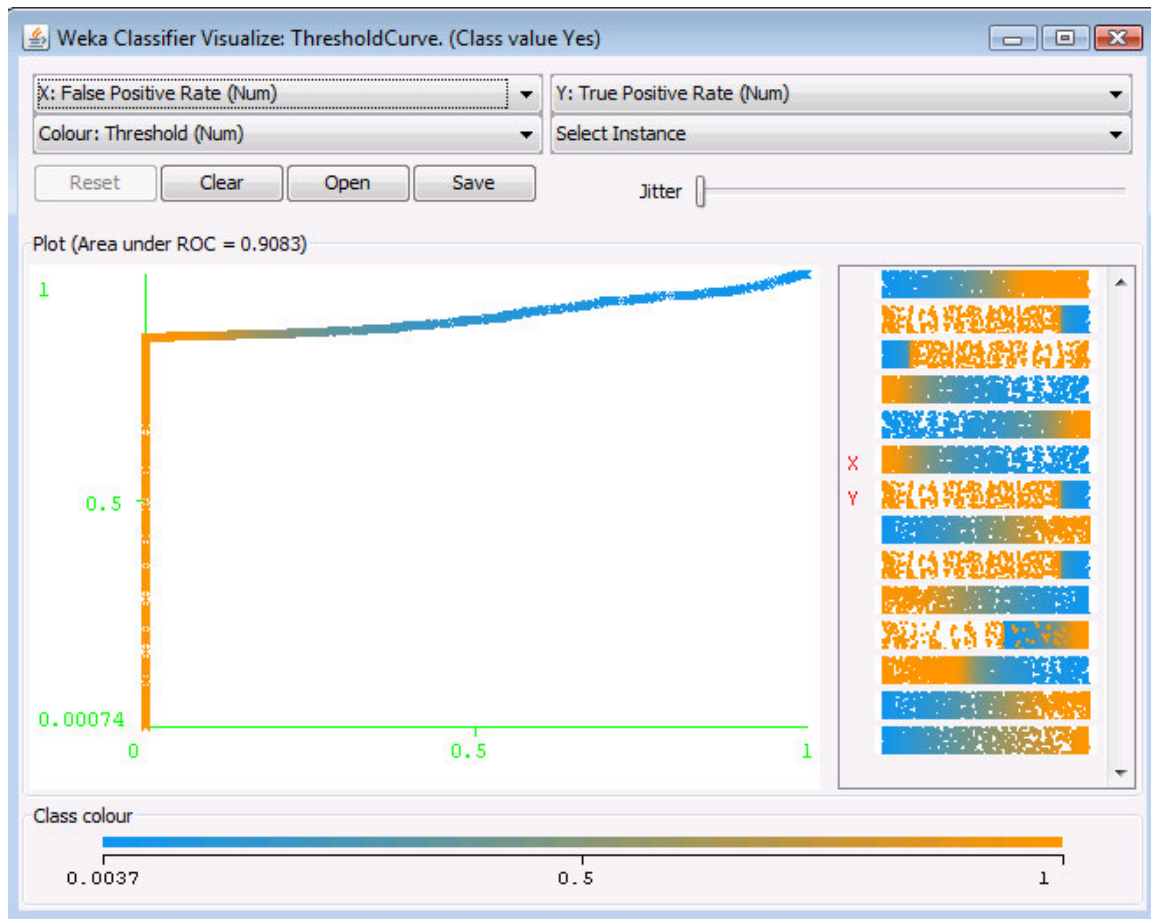 Weka Classifier Visualize: ThresholdCurve. (Class value Yes)
X: False Positive Rate (Num)
Y: True Positive Rate (Num)
Colour: Threshold (Num)
Select Instance
Reset
Clear
Open
Save
Jitter
Plot (Area under ROC = 0.9083)
1
0.5
0.00074
0
0.5
1
X
Y
Class colour
0.0037
0.5
1